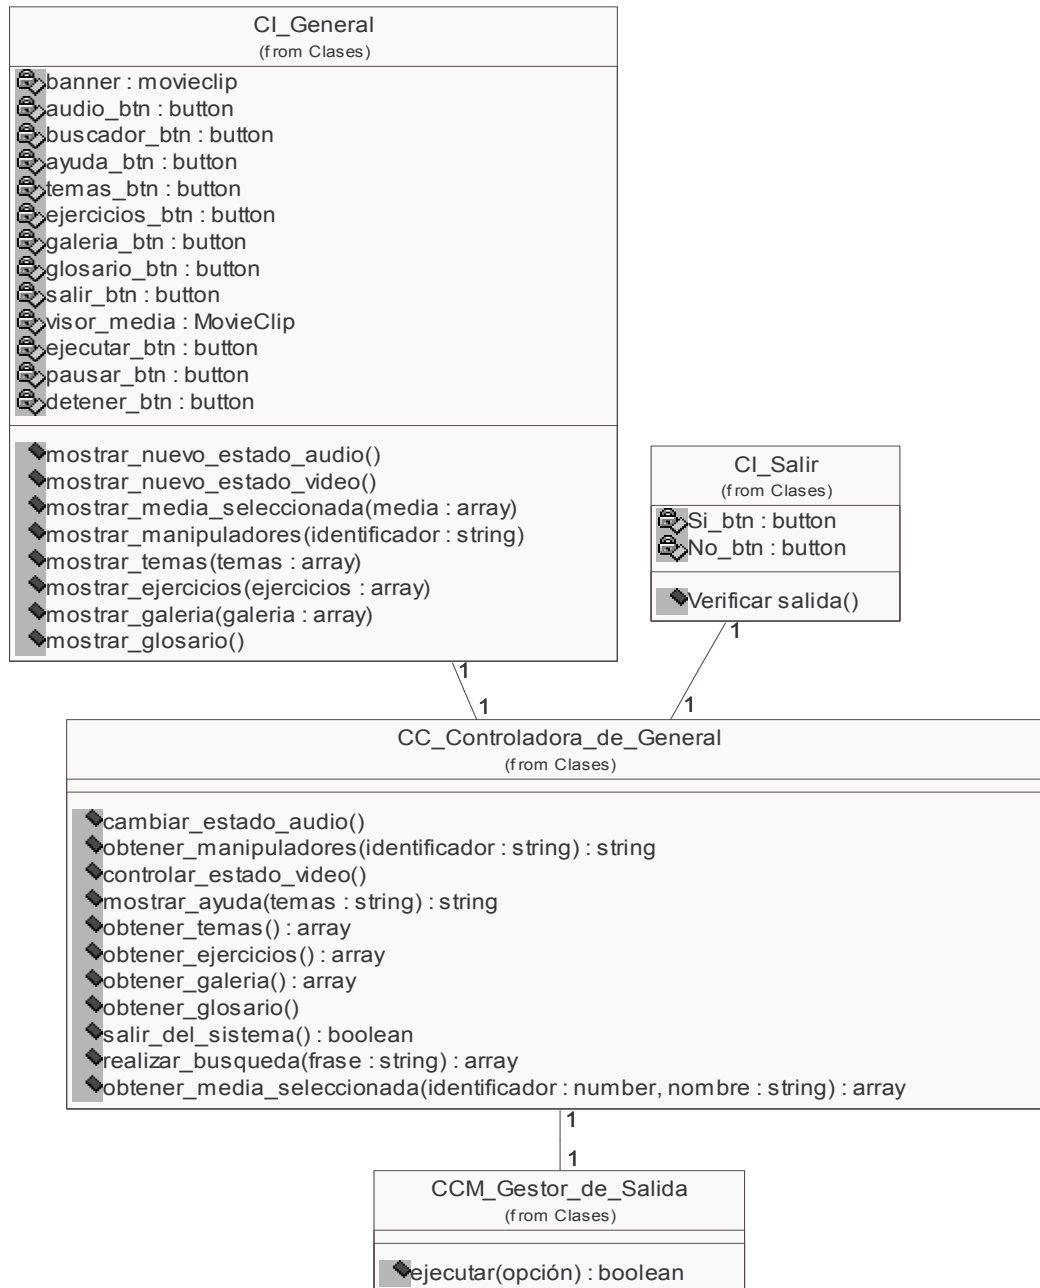 CI_General
(from Clases)
banner : movieclip
audio_btn : button
buscador_btn : button
ayuda_btn : button
temas_btn : button
ejercicios_btn : button
galeria_btn : button
glosario_btn : button
salir_btn : button
visor_media : MovieClip
ejecutar_btn : button
pausar_btn : button
detener_btn : button
mostrar_nuevo_estado_audio()
mostrar_nuevo_estado_video()
mostrar_media_seleccionada(media : array)
mostrar_manipuladores(identificador : string)
mostrar_temas(temas : array)
mostrar_ejercicios(ejercicios : array)
mostrar_galeria(galeria : array)
mostrar_glosario()
CI_Salir
(from Clases)
Si_btn : button
No_btn : button
Verificar salida()
1
1
1
1
CC_Controladora_de_General
(from Clases)
cambiar_estado_audio()
obtener_manipuladores(identificador : string) : string
controlar_estado_video()
mostrar_ayuda(temas : string) : string
obtener_temas() : array
obtener_ejercicios() : array
obtener_galeria() : array
obtener_glosario()
salir_del_sistema() : boolean
realizar_busqueda(frase : string) : array
obtener_media_seleccionada(identificador : number, nombre : string) : array
1
1
CCM_Gestor_de_Salida
(from Clases)
ejecutar(opción) : boolean